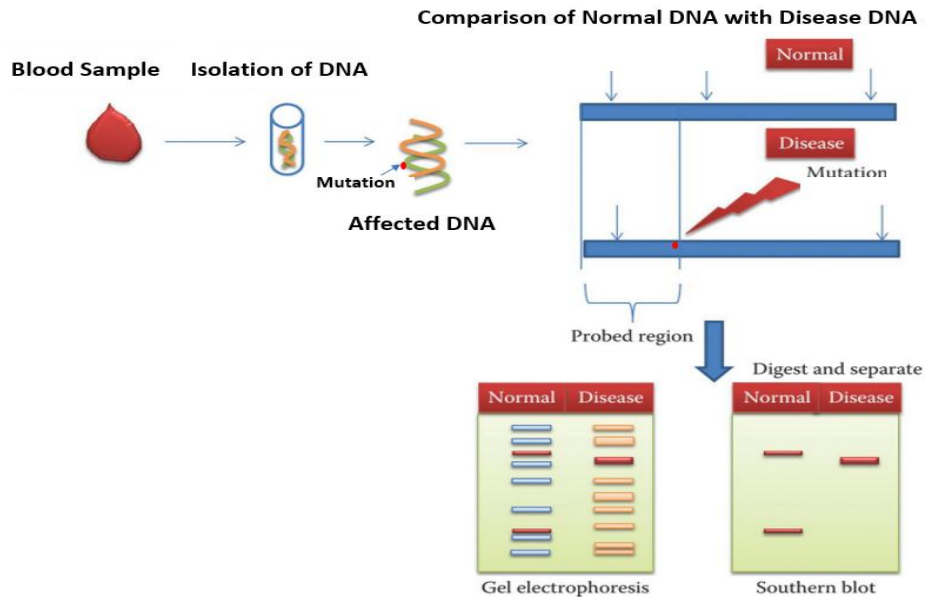 Comparison of Normal DNA with Disease DNA
Normal
Blood Sample
Isolation of DNA
Disease
Mutation
Mutation
Affected DNA
Probed region
Digest and separate
Normal
Disease
Normal
Disease
Gel electrophoresis
Southern blot